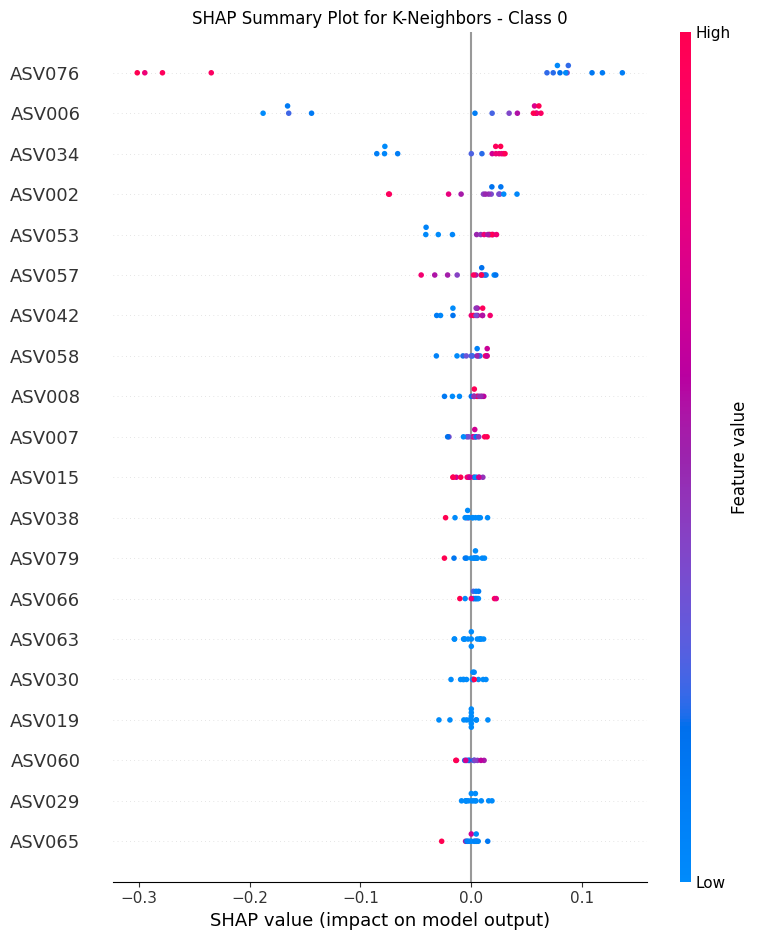 SHAP Summary Plot for K-Neighbors - Class 0
High
ASV076
ASV006
ASV034
ASV002
ASV053
ASV057
ASV042
ASV058
ASV008
ASV007
ASV015
ASV038
ASV079
ASV066
ASV063
ASV030
ASV019
ASV060
ASV029
ASV065
Feature value
Low
−0.3 −0.2 −0.1 0.0 0.1
SHAP value (impact on model output)